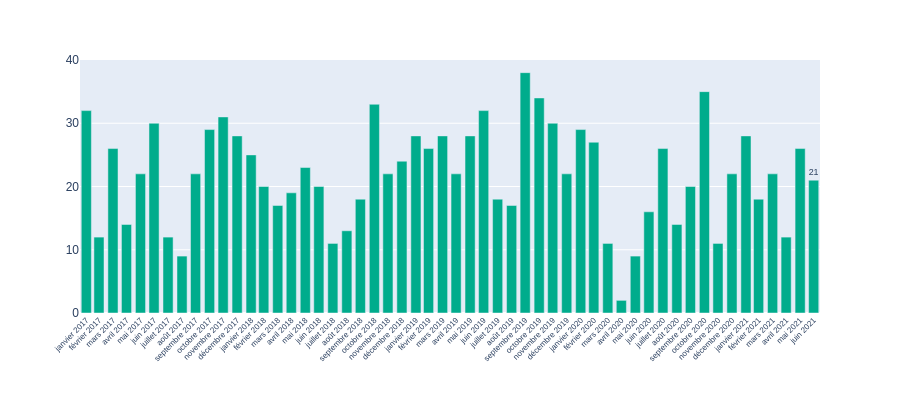 40
30
20
10
0
21
janvier 2017
février 2017
mars 2017
avril 2017
mai 2017
juin 2017
juillet 2017
août 2017
septembre 2017
octobre 2017
novembre 2017
décembre 2017
janvier 2018
février 2018
mars 2018
avril 2018
mai 2018
juin 2018
juillet 2018
août 2018
septembre 2018
octobre 2018
novembre 2018
décembre 2018
janvier 2019
février 2019
mars 2019
avril 2019
mai 2019
juin 2019
juillet 2019
août 2019
septembre 2019
octobre 2019
novembre 2019
décembre 2019
janvier 2020
février 2020
mars 2020
avril 2020
mai 2020
juin 2020
juillet 2020
août 2020
septembre 2020
octobre 2020
novembre 2020
décembre 2020
janvier 2021
février 2021
mars 2021
avril 2021
mai 2021
juin 2021